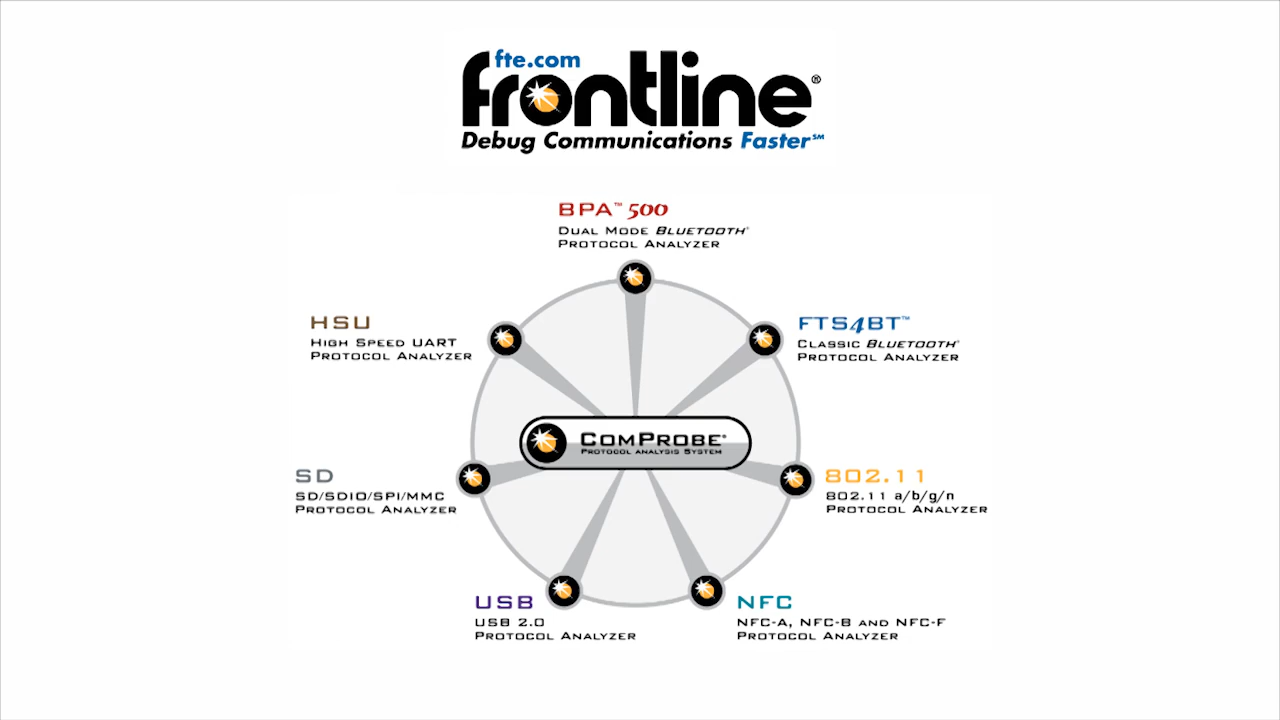 fte.com
frontline®
Debug Communications Faster℠
BPA™ 500
Dual Mode Bluetooth®
Protocol Analyzer
HSU
High Speed UART
Protocol Analyzer
FTS4BT™
Classic Bluetooth®
Protocol Analyzer
ComProbe®
Protocol Analysis System
SD
SD/SDIO/SPI/MMC
Protocol Analyzer
802.11
802.11 a/b/g/n
Protocol Analyzer
USB
USB 2.0
Protocol Analyzer
NFC
NFC-A, NFC-B and NFC-F
Protocol Analyzer